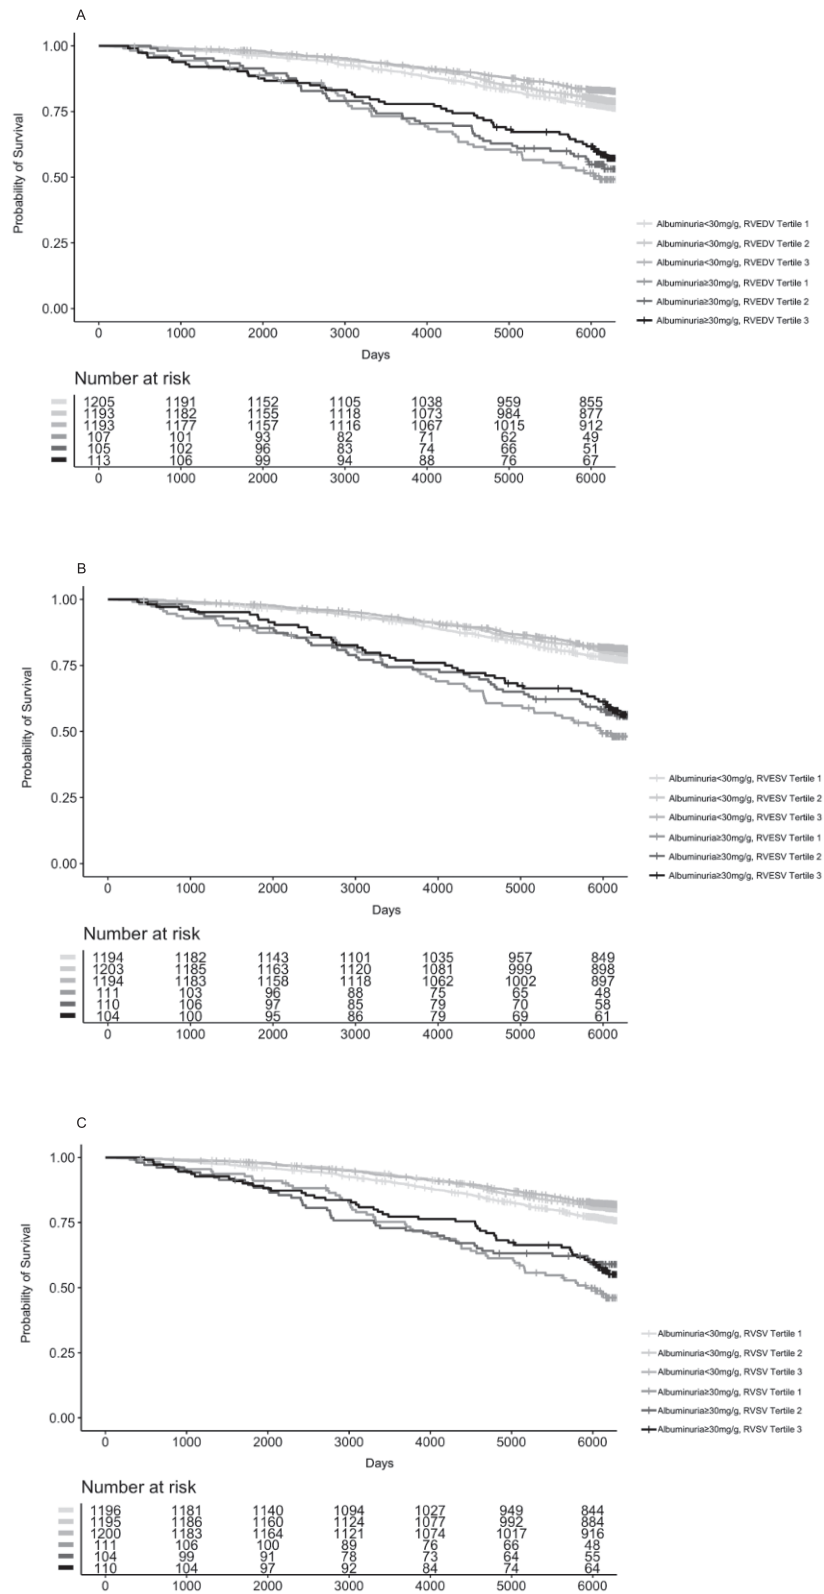 A
1.00
0.75
0.50
0.25
0.00
Probability of Survival
0 1000 2000 3000 4000 5000 6000
Days
Albuminuria<30mg/g, RVEDV Tertile 1
Albuminuria<30mg/g, RVEDV Tertile 2
Albuminuria<30mg/g, RVEDV Tertile 3
Albuminuria≥30mg/g, RVEDV Tertile 1
Albuminuria≥30mg/g, RVEDV Tertile 2
Albuminuria≥30mg/g, RVEDV Tertile 3
Number at risk
1205 1191 1152 1105 1038 959 855
1193 1182 1155 1118 1073 984 877
1193 1177 1157 1116 1067 1015 912
107 101 93 82 71 62 49
105 102 96 83 74 66 51
113 106 99 94 88 76 67
0 1000 2000 3000 4000 5000 6000
B
1.00
0.75
0.50
0.25
0.00
Probability of Survival
0 1000 2000 3000 4000 5000 6000
Days
Albuminuria<30mg/g, RVESV Tertile 1
Albuminuria<30mg/g, RVESV Tertile 2
Albuminuria<30mg/g, RVESV Tertile 3
Albuminuria≥30mg/g, RVESV Tertile 1
Albuminuria≥30mg/g, RVESV Tertile 2
Albuminuria≥30mg/g, RVESV Tertile 3
Number at risk
1194 1182 1143 1101 1035 957 849
1203 1185 1163 1120 1081 999 898
1194 1183 1158 1118 1062 1002 897
111 103 96 88 75 65 48
110 106 97 85 79 70 58
104 100 95 86 79 69 61
0 1000 2000 3000 4000 5000 6000
C
1.00
0.75
0.50
0.25
0.00
Probability of Survival
0 1000 2000 3000 4000 5000 6000
Days
Albuminuria<30mg/g, RVSV Tertile 1
Albuminuria<30mg/g, RVSV Tertile 2
Albuminuria<30mg/g, RVSV Tertile 3
Albuminuria≥30mg/g, RVSV Tertile 1
Albuminuria≥30mg/g, RVSV Tertile 2
Albuminuria≥30mg/g, RVSV Tertile 3
Number at risk
1196 1181 1140 1094 1027 949 844
1195 1186 1160 1124 1077 992 884
1200 1183 1164 1121 1074 1017 916
111 106 100 89 76 66 48
104 99 91 78 73 64 55
110 104 97 92 84 74 64
0 1000 2000 3000 4000 5000 6000